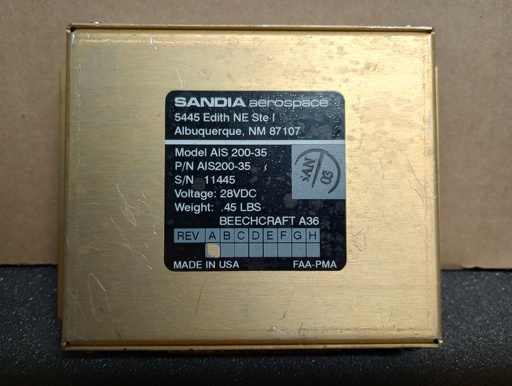 SANDIA aerospace
5445 Edith NE Ste I
Albuquerque, NM 87107
Model AIS 200-35
P/N AIS200-35
S/N 11445
Voltage: 28VDC
Weight: .45 LBS
BEECHCRAFT A36
SAN
03
REV A B C D E F G H
MADE IN USA FAA-PMA